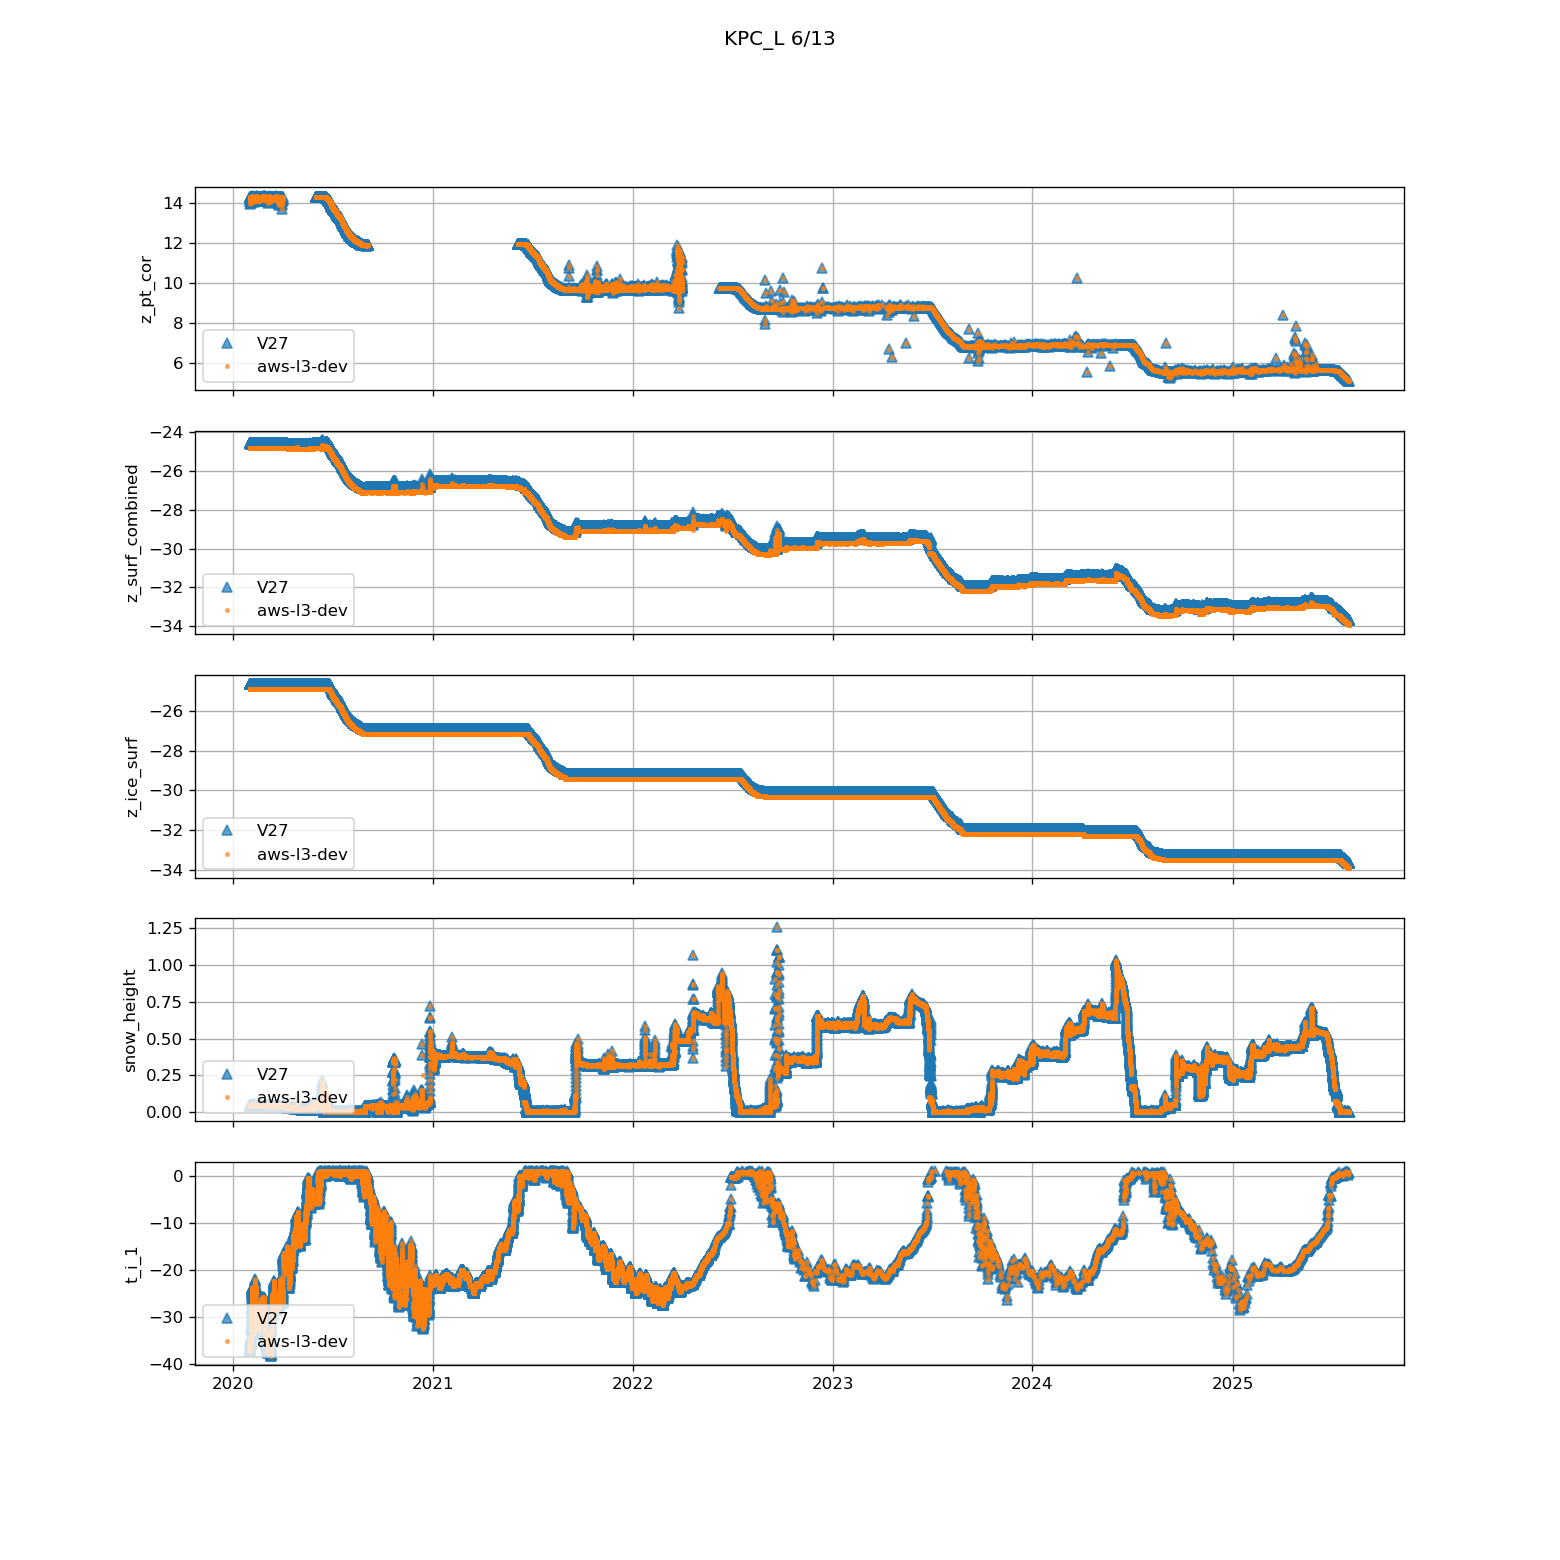 KPC_L 6/13
14
12
10
8
6
z_pt_cor
V27
aws-l3-dev
−24
−26
−28
−30
−32
−34
z_surf_combined
V27
aws-l3-dev
−26
−28
−30
−32
−34
z_ice_surf
V27
aws-l3-dev
1.25
1.00
0.75
0.50
0.25
0.00
snow_height
V27
aws-l3-dev
0
−10
−20
−30
−40
t_i_1
V27
aws-l3-dev
2020 2021 2022 2023 2024 2025